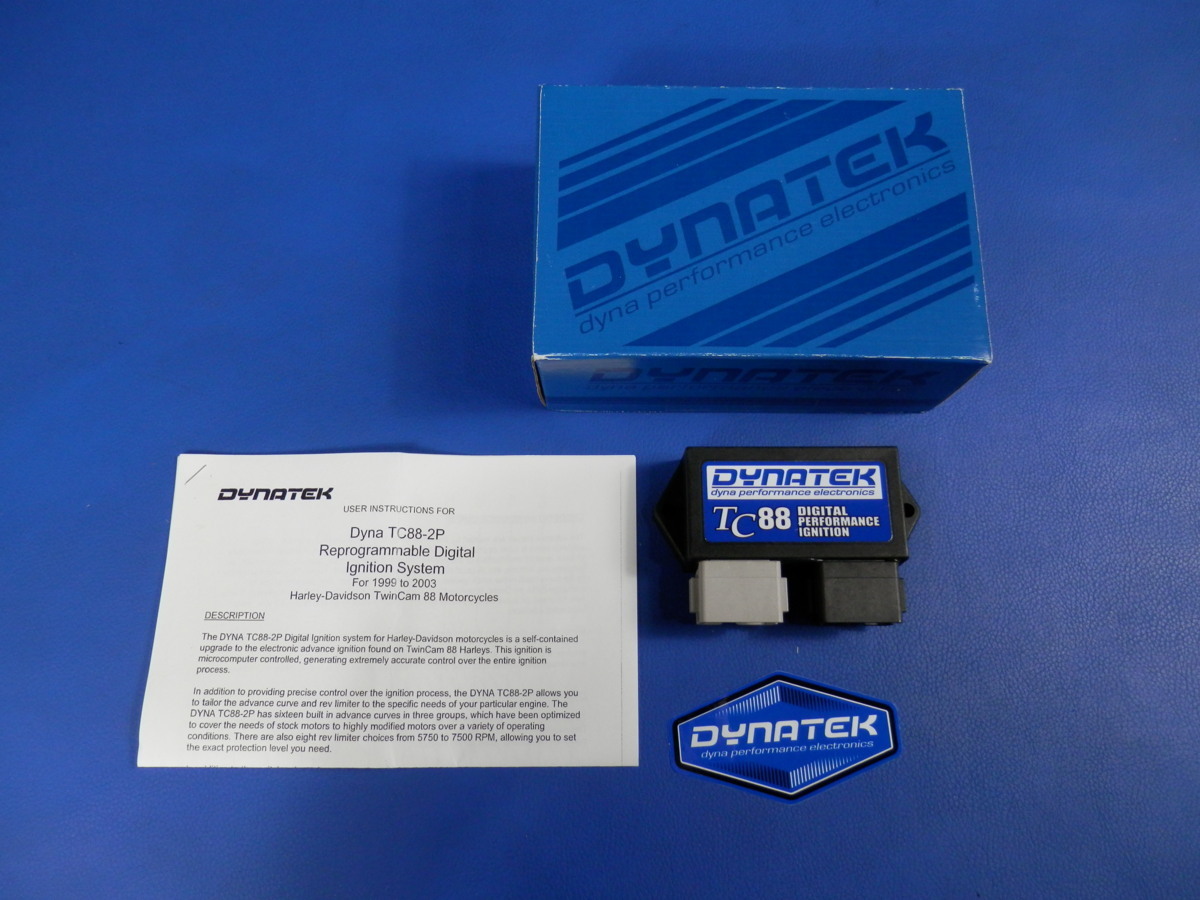 DYNATEK
dyna performance electronics
DYNATEK
DYNATEK
USER INSTRUCTIONS FOR
Dyna TC88-2P
Reprogrammable Digital
Ignition System
For 1999 to 2003
Harley-Davidson TwinCam 88 Motorcycles
DESCRIPTION
The DYNA TC88-2P Digital Ignition system for Harley-Davidson motorcycles is a self-contained
upgrade to the electronic advance ignition found on TwinCam 88 Harleys. This ignition is
microcomputer controlled, generating extremely accurate control over the entire ignition
process.
In addition to providing precise control over the ignition process, the DYNA TC88-2P allows you
to tailor the advance curve and rev limiter to the specific needs of your particular engine. The
DYNA TC88-2P has sixteen built in advance curves in three groups, which have been optimized
to cover the needs of stock motors to highly modified motors over a variety of operating
conditions. There are also eight rev limiter choices from 5750 to 7500 RPM, allowing you to set
the exact protection level you need.
DYNATEK
dyna performance electronics
TC88 DIGITAL
PERFORMANCE
IGNITION
DYNATEK
dyna performance electronics